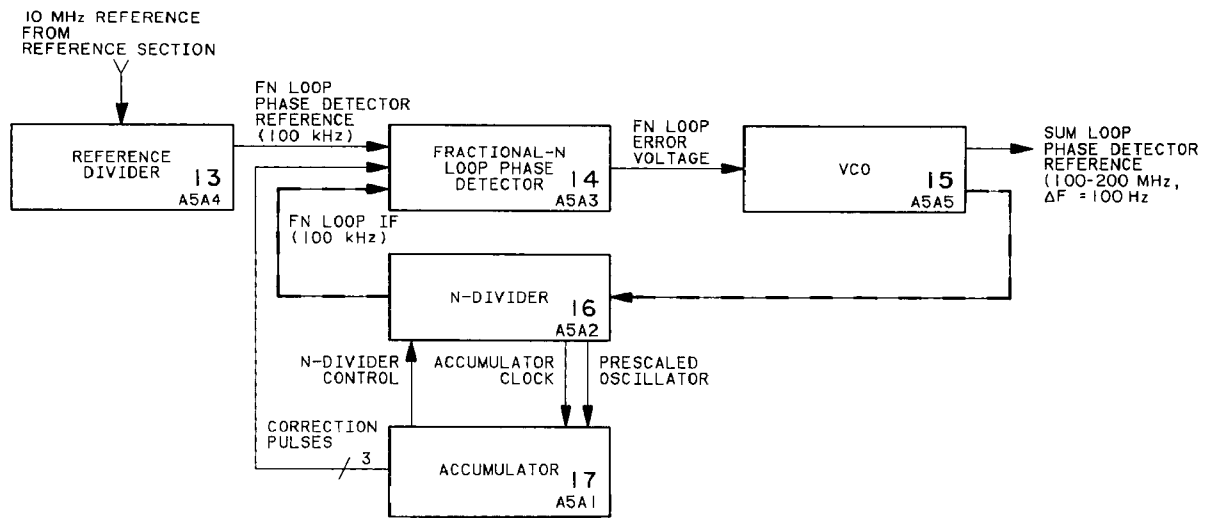 10 MHz REFERENCE
FROM
REFERENCE SECTION
REFERENCE
DIVIDER
13
A5A4
FN LOOP
PHASE DETECTOR
REFERENCE
(100 kHz)
FRACTIONAL-N
LOOP PHASE
DETECTOR
14
A5A3
FN LOOP
ERROR
VOLTAGE
VCO
15
A5A5
SUM LOOP
PHASE DETECTOR
REFERENCE
(100-200 MHz,
ΔF = 100 Hz
FN LOOP IF
(100 kHz)
N-DIVIDER
16
A5A2
N-DIVIDER
CONTROL
ACCUMULATOR
CLOCK
PRESCALED
OSCILLATOR
CORRECTION
PULSES
3
ACCUMULATOR
17
A5A1